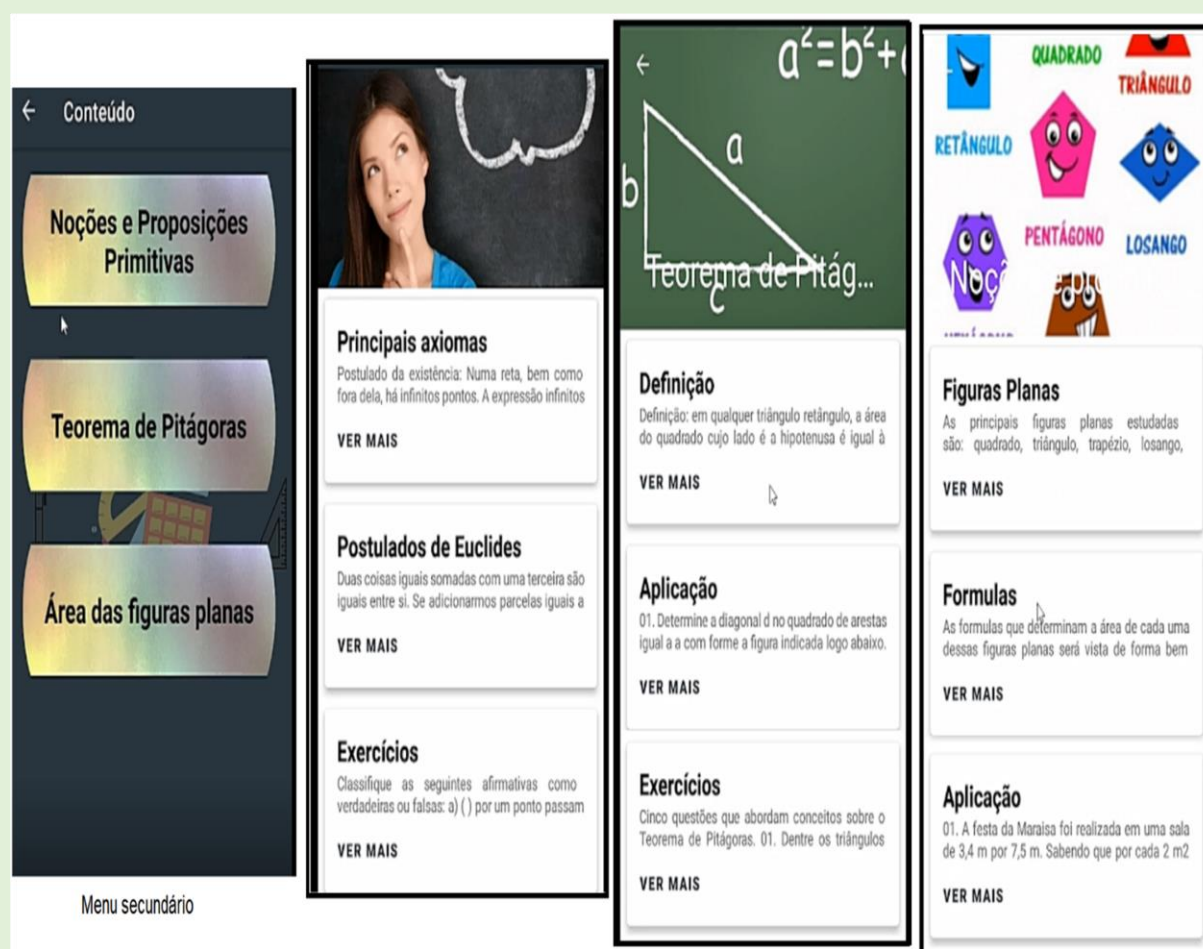 Conteúdo
Noções e Proposições
Primitivas
Teorema de Pitágoras
Área das figuras planas
Menu secundário
Principais axiomas
Postulado da existência: Numa reta, bem como
fora dela, há infinitos pontos. A expressão infinitos
VER MAIS
Postulados de Euclides
Duas coisas iguais somadas com uma terceira são
iguais entre si. Se adicionarmos parcelas iguais a
VER MAIS
Exercícios
Classifique as seguintes afirmativas como
verdadeiras ou falsas: a) ( ) por um ponto passam
VER MAIS
a²=b²+
a
b
c
Teorema de Pitág...
Definição
Definição: em qualquer triângulo retângulo, a área
do quadrado cujo lado é a hipotenusa é igual à
VER MAIS
Aplicação
01. Determine a diagonal d no quadrado de arestas
igual a a com forme a figura indicada logo abaixo.
VER MAIS
Exercícios
Cinco questões que abordam conceitos sobre o
Teorema de Pitágoras. 01. Dentre os triângulos
VER MAIS
QUADRADO
TRIÂNGULO
RETÂNGULO
PENTÁGONO
LOSANGO
Figuras Planas
As principais figuras planas estudadas
são: quadrado, triângulo, trapézio, losango,
VER MAIS
Formulas
As formulas que determinam a área de cada uma
dessas figuras planas será vista de forma bem
VER MAIS
Aplicação
01. A festa da Maraisa foi realizada em uma sala
de 3,4 m por 7,5 m. Sabendo que por cada 2 m2
VER MAIS